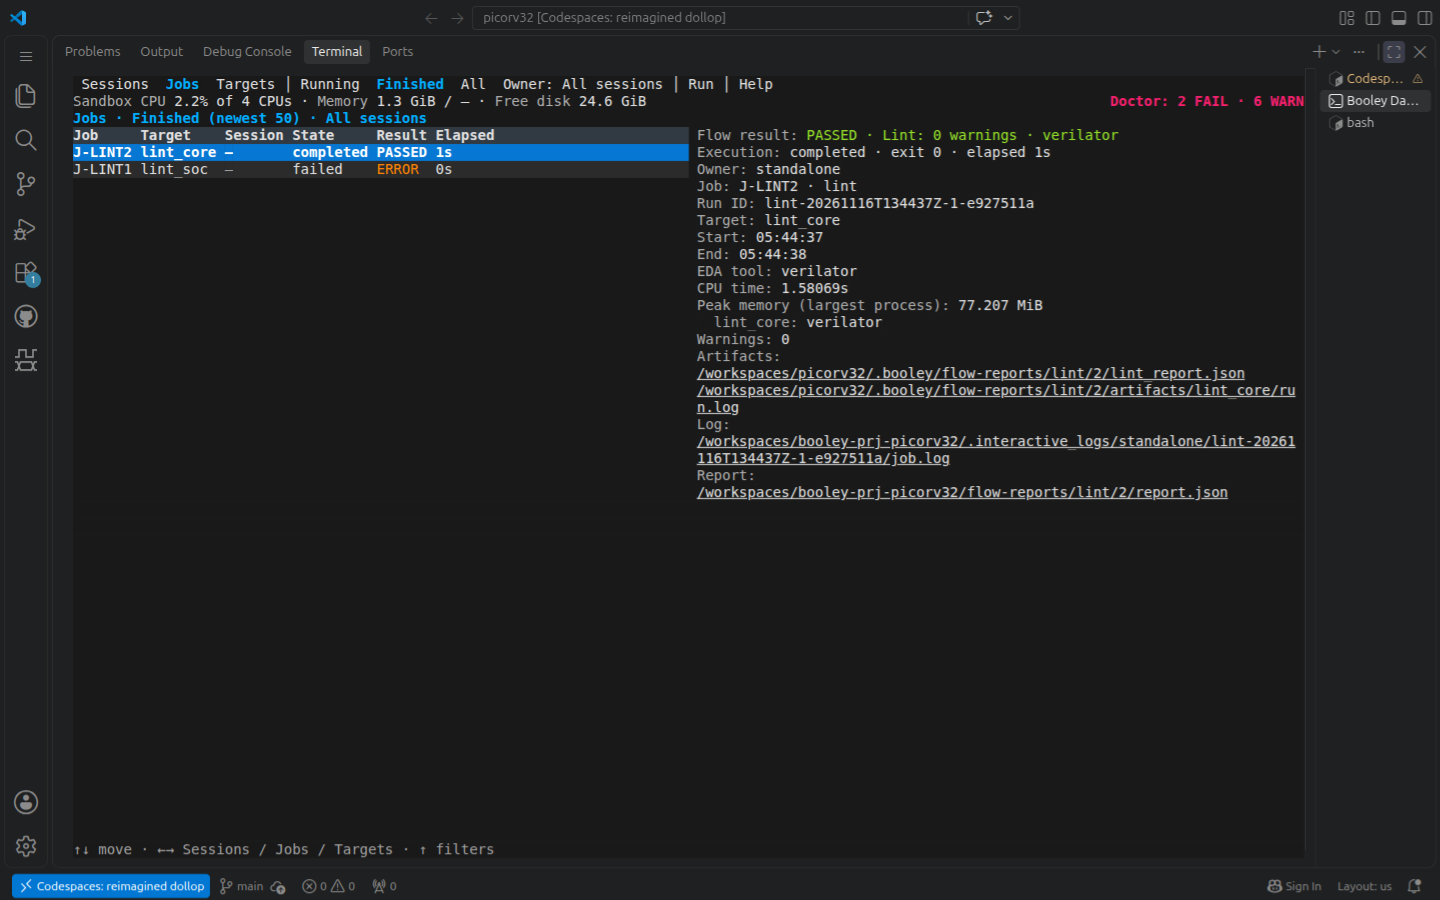 picorv32 [Codespaces: reimagined dollop]
Problems Output Debug Console Terminal Ports
Sessions Jobs Targets | Running Finished All Owner: All sessions | Run | Help
Sandbox CPU 2.2% of 4 CPUs · Memory 1.3 GiB / — · Free disk 24.6 GiB Doctor: 2 FAIL · 6 WARN
Jobs · Finished (newest 50) · All sessions
Job Target Session State Result Elapsed
J-LINT2 lint_core — completed PASSED 1s
J-LINT1 lint_soc — failed ERROR 0s
Flow result: PASSED · Lint: 0 warnings · verilator
Execution: completed · exit 0 · elapsed 1s
Owner: standalone
Job: J-LINT2 · lint
Run ID: lint-20261116T134437Z-1-e927511a
Target: lint_core
Start: 05:44:37
End: 05:44:38
EDA tool: verilator
CPU time: 1.58069s
Peak memory (largest process): 77.207 MiB
lint_core: verilator
Warnings: 0
Artifacts:
/workspaces/picorv32/.booley/flow-reports/lint/2/lint_report.json
/workspaces/picorv32/.booley/flow-reports/lint/2/artifacts/lint_core/ru
n.log
Log:
/workspaces/booley-prj-picorv32/.interactive_logs/standalone/lint-20261
116T134437Z-1-e927511a/job.log
Report:
/workspaces/booley-prj-picorv32/flow-reports/lint/2/report.json
Codesp...
Booley Da...
bash
1
↑↓ move · ←→ Sessions / Jobs / Targets · ↑ filters
Codespaces: reimagined dollop main 0 0 0 Sign In Layout: us